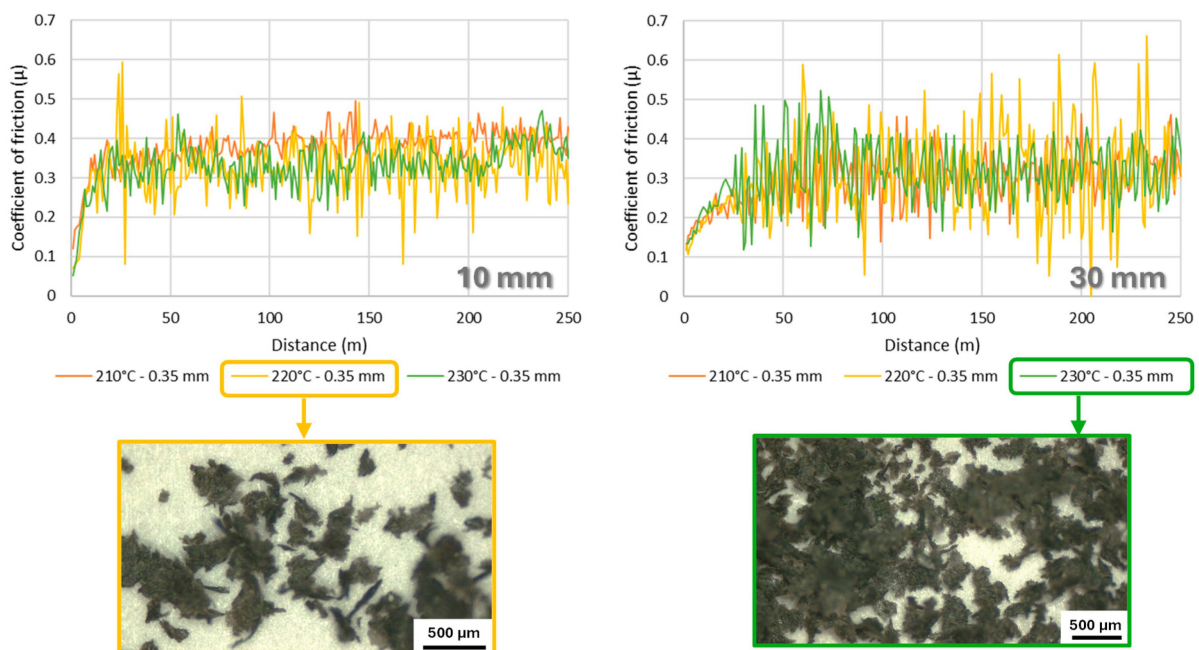 0.7
0.6
0.5
0.4
0.3
0.2
0.1
0
Coefficient of friction (μ)
10 mm
0 50 100 150 200 250
Distance (m)
210°C - 0.35 mm 220°C - 0.35 mm 230°C - 0.35 mm
500 μm
0.7
0.6
0.5
0.4
0.3
0.2
0.1
0
Coefficient of friction (μ)
30 mm
0 50 100 150 200 250
Distance (m)
210°C - 0.35 mm 220°C - 0.35 mm 230°C - 0.35 mm
500 μm